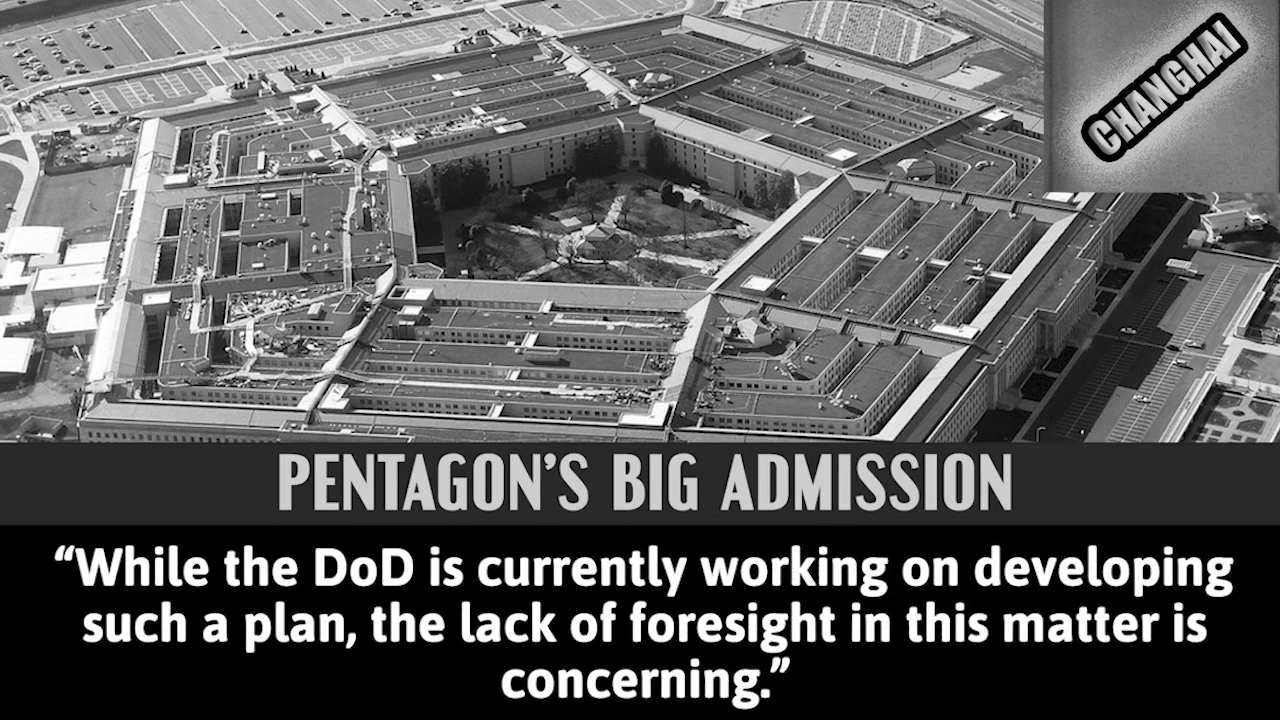 CHANGHAI
PENTAGON'S BIG ADMISSION
“While the DoD is currently working on developing
such a plan, the lack of foresight in this matter is
concerning.”